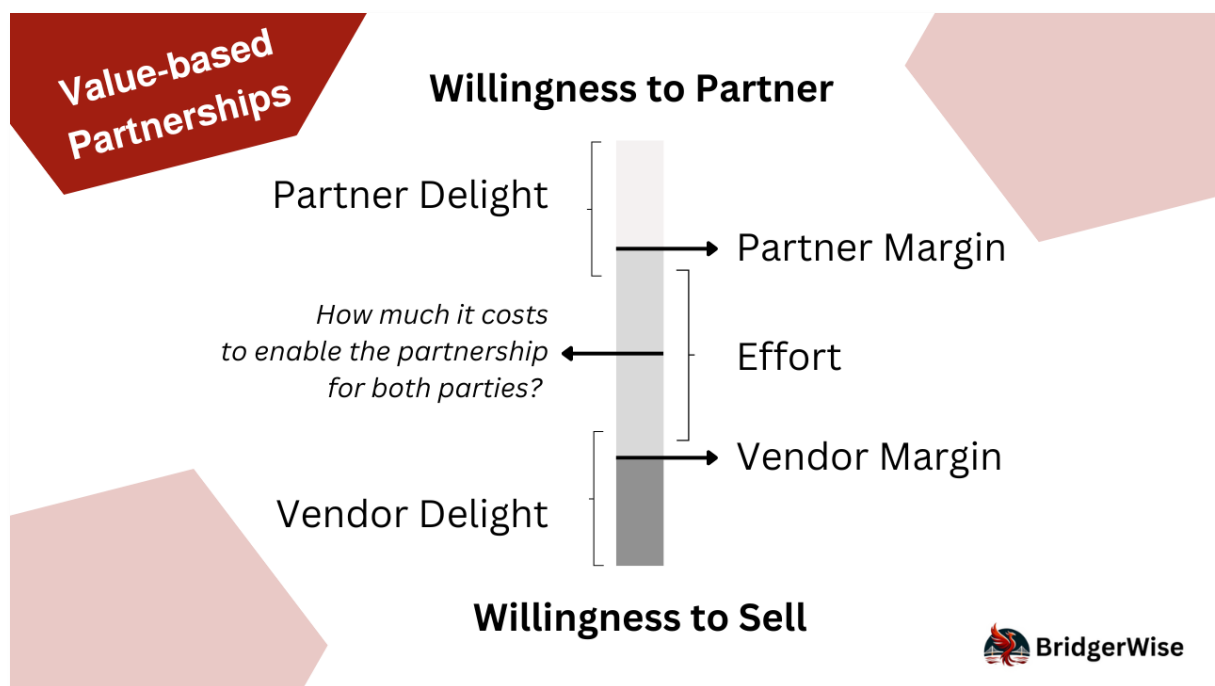 Value-based
Partnerships
Willingness to Partner
Partner Delight
Partner Margin
How much it costs
to enable the partnership
for both parties?
Effort
Vendor Margin
Vendor Delight
Willingness to Sell
BridgerWise